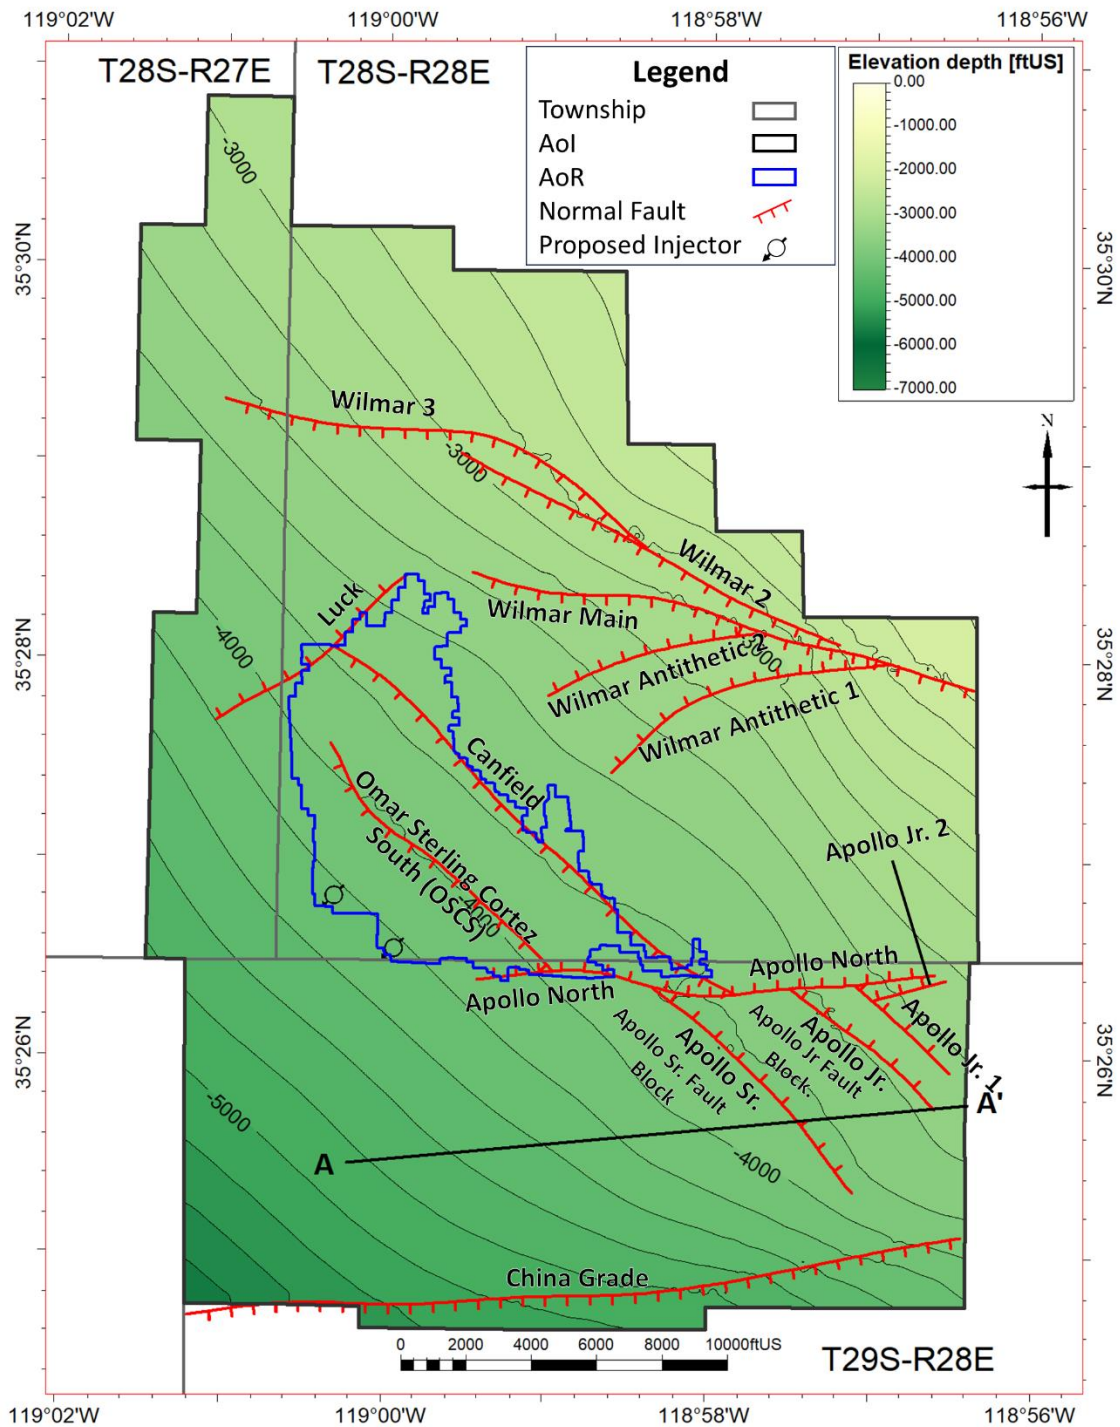 119°02'W 119°00'W 118°58'W 118°56'W
T28S-R27E T28S-R28E
Legend
Township
AoI
AoR
Normal Fault
Proposed Injector
Elevation depth [ftUS]
0.00
-1000.00
-2000.00
-3000.00
-4000.00
-5000.00
-6000.00
-7000.00
-3000
35°30'N 35°30'N
N
Wilmar 3
-3000
Wilmar 2
Luck
Wilmar Main
-4000
Wilmar Antithetic 2
-3000
35°28'N 35°28'N
Wilmar Antithetic 1
Canfield
Omar Sterling Cortez
South (OSCS)
-4000
Apollo Jr. 2
Apollo North
Apollo North
Apollo Sr. Fault
Block
Apollo Sr.
Apollo Jr Fault
Block.
Apollo Jr.
Apollo Jr. 1
35°26'N 35°26'N
-5000
A A'
-4000
China Grade
0 2000 4000 6000 8000 10000ftUS
T29S-R28E
119°02'W 119°00'W 118°58'W 118°56'W